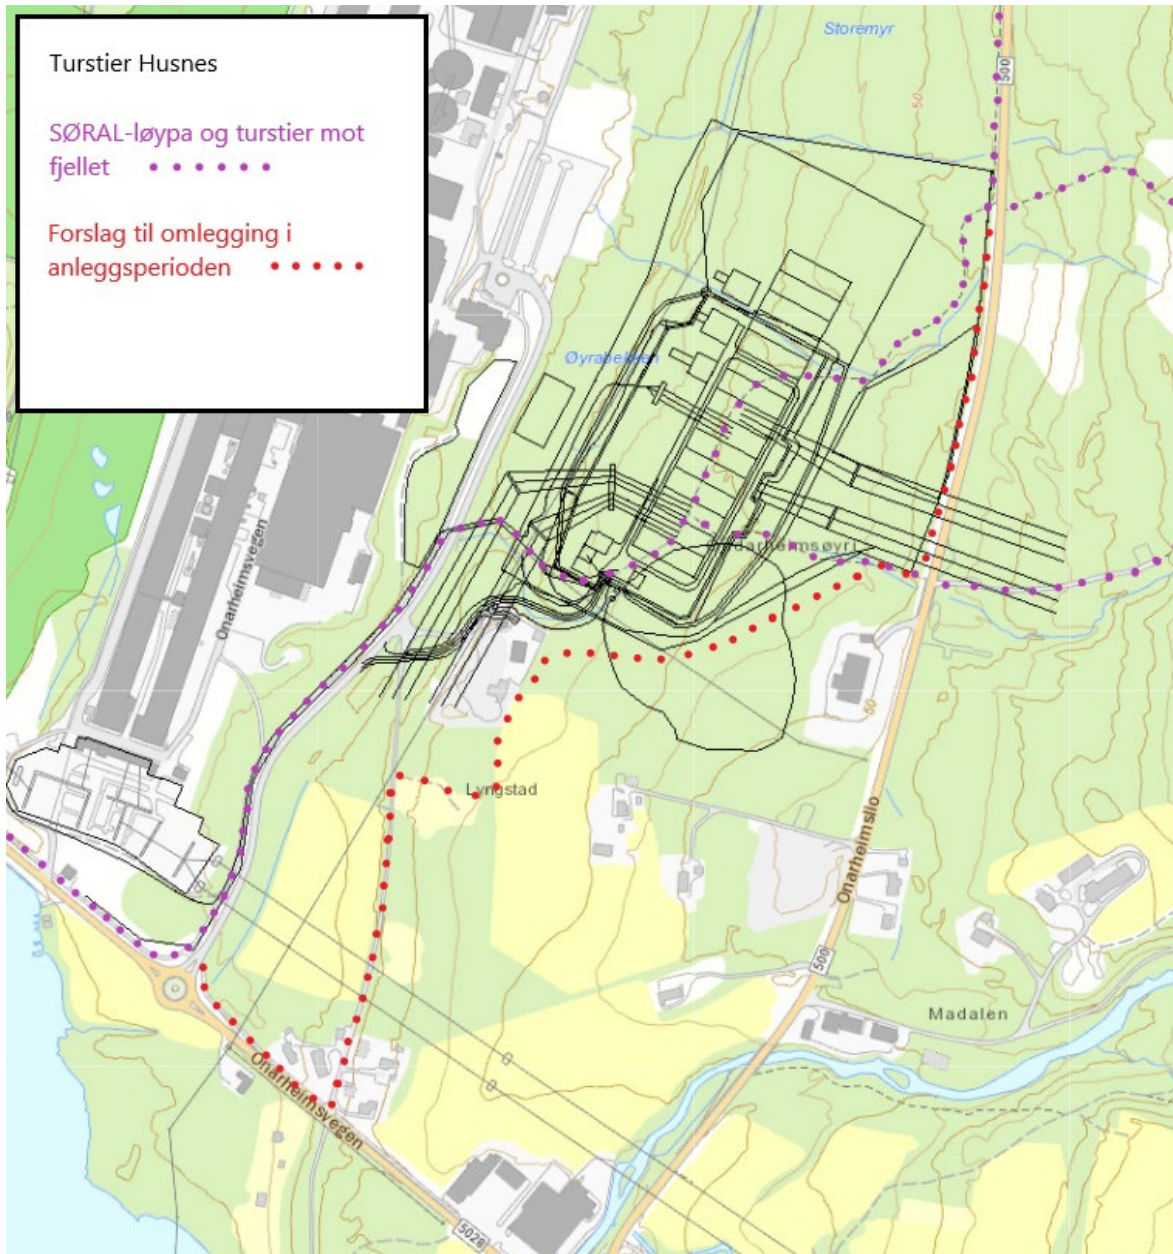 Turstier Husnes
SØRAL-løypa og turstier mot
fjellet
Forslag til omlegging i
anleggsperioden
Storemyr
500
50
Onarheimsvegen
Lyngstad
50
Onarheimslio
500
Madalen
Onarheimsvegen
5028